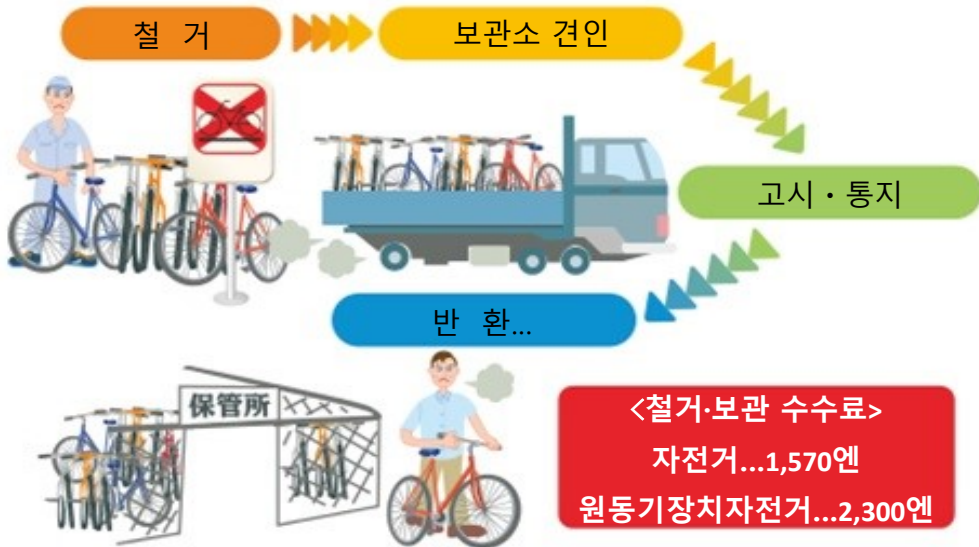 철 거
보관소 견인
고시・통지
반 환...
保管所
<철거·보관 수수료>
자전거...1,570엔
원동기장치자전거...2,300엔